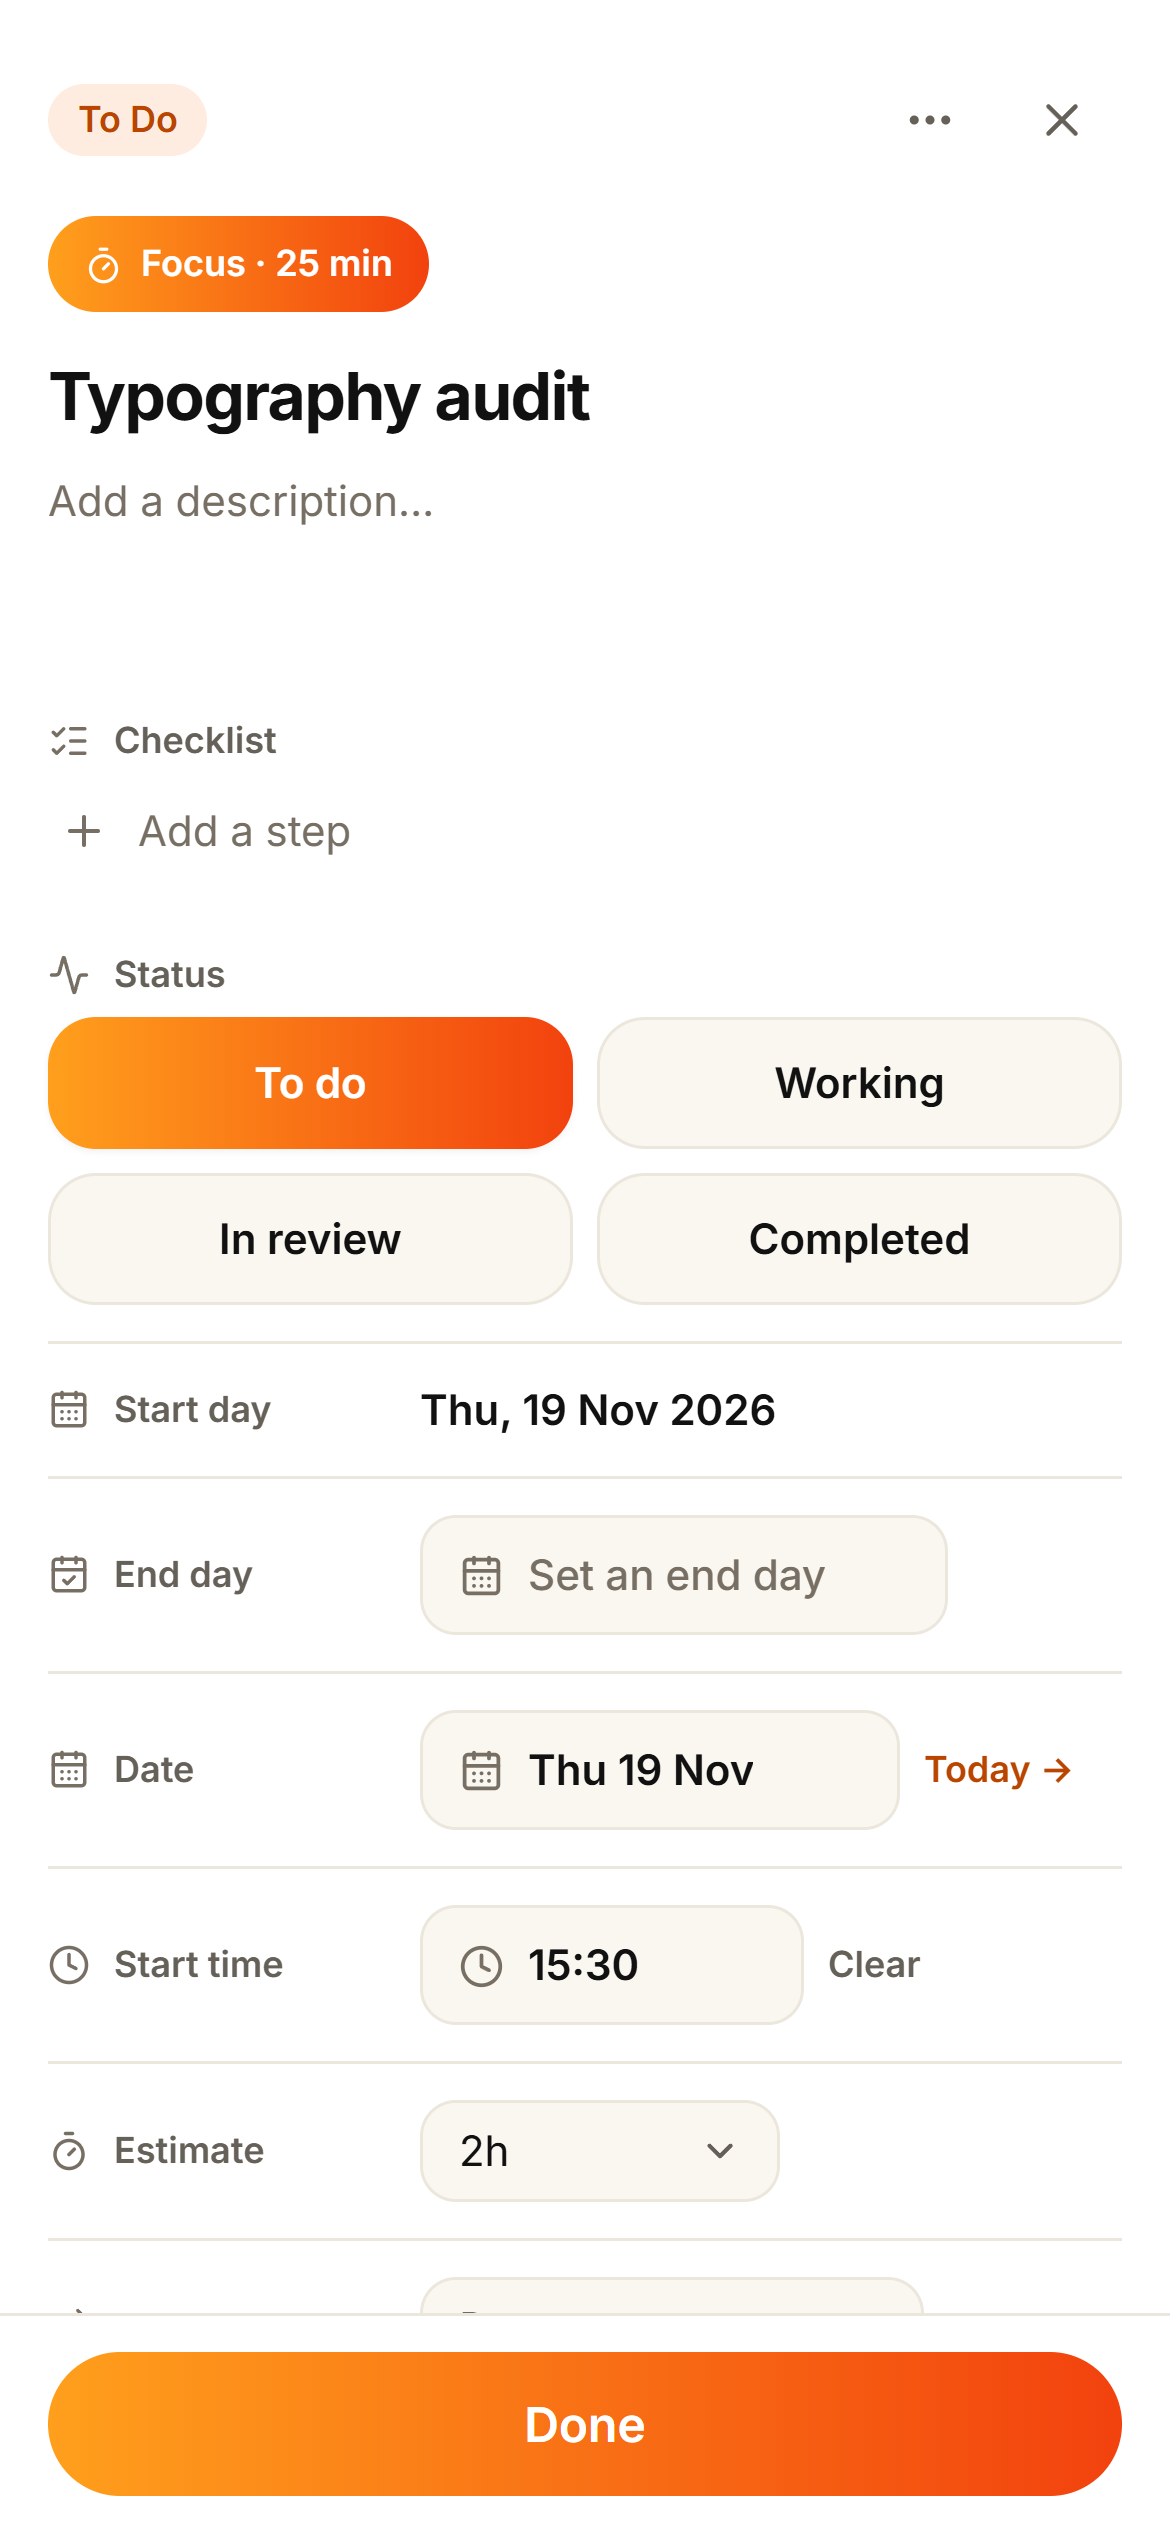 To Do
Focus · 25 min
Typography audit
Add a description...
Checklist
Add a step
Status
To do
Working
In review
Completed
Start day
Thu, 19 Nov 2026
End day
Set an end day
Date
Thu 19 Nov
Today →
Start time
15:30
Clear
Estimate
2h
Done